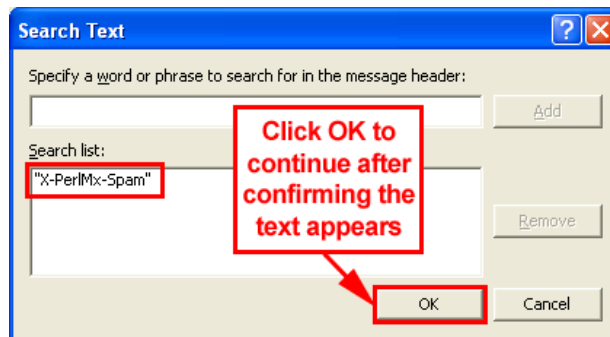 Search Text
Specify a word or phrase to search for in the message header:
Add
Search list:
"X-PerlMx-Spam"
Click OK to
continue after
confirming the
text appears
Remove
OK
Cancel